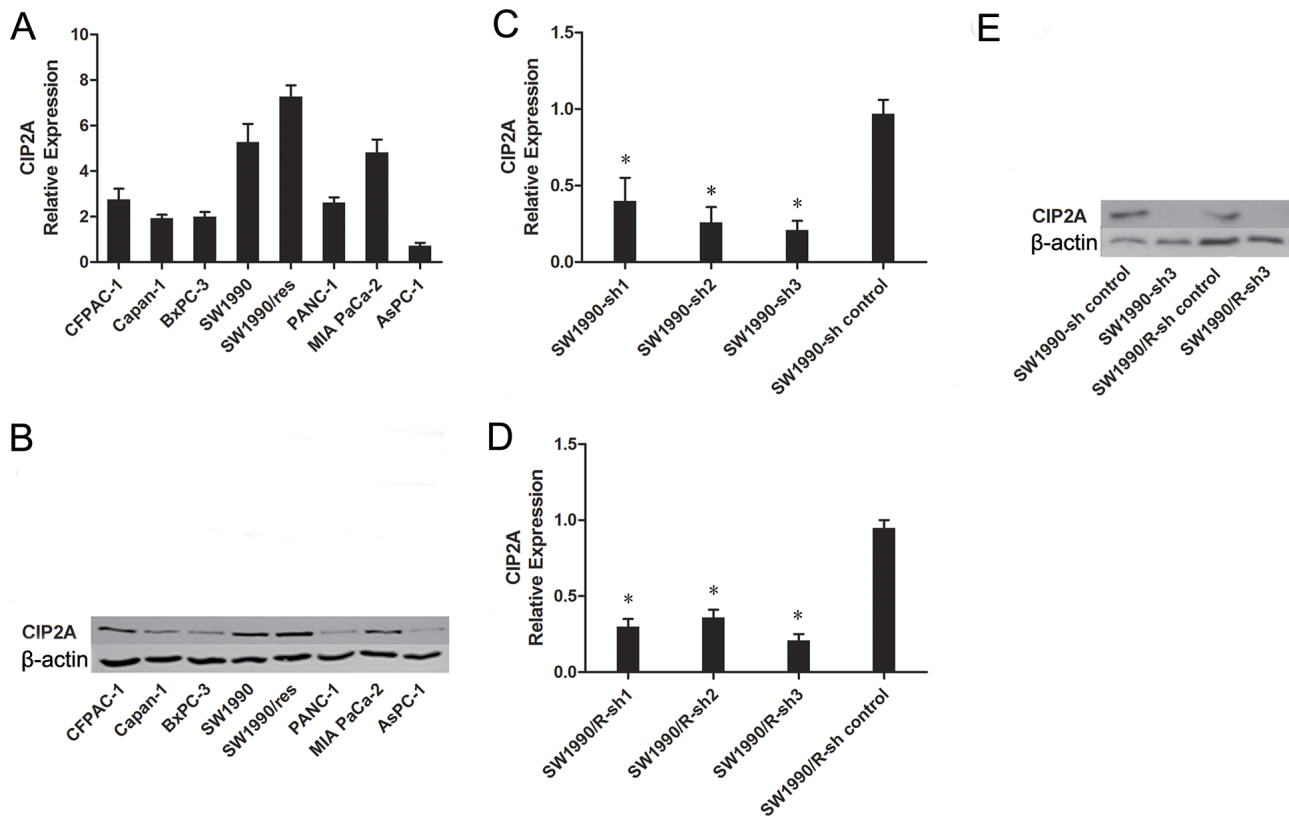 A
CIP2A
Relative Expression
10
8
6
4
2
0
CFPAC-1
Capan-1
BxPC-3
SW1990
SW1990/res
PANC-1
MIA PaCa-2
AsPC-1
B
CIP2A
β-actin
CFPAC-1
Capan-1
BxPC-3
SW1990
SW1990/res
PANC-1
MIA PaCa-2
AsPC-1
C
CIP2A
Relative Expression
1.5
1.0
0.5
0.0
*
*
*
SW1990-sh1
SW1990-sh2
SW1990-sh3
SW1990-sh control
D
CIP2A
Relative Expression
1.5
1.0
0.5
0.0
*
*
*
SW1990/R-sh1
SW1990/R-sh2
SW1990/R-sh3
SW1990/R-sh control
E
CIP2A
β-actin
SW1990-sh control
SW1990-sh3
SW1990/R-sh control
SW1990/R-sh3